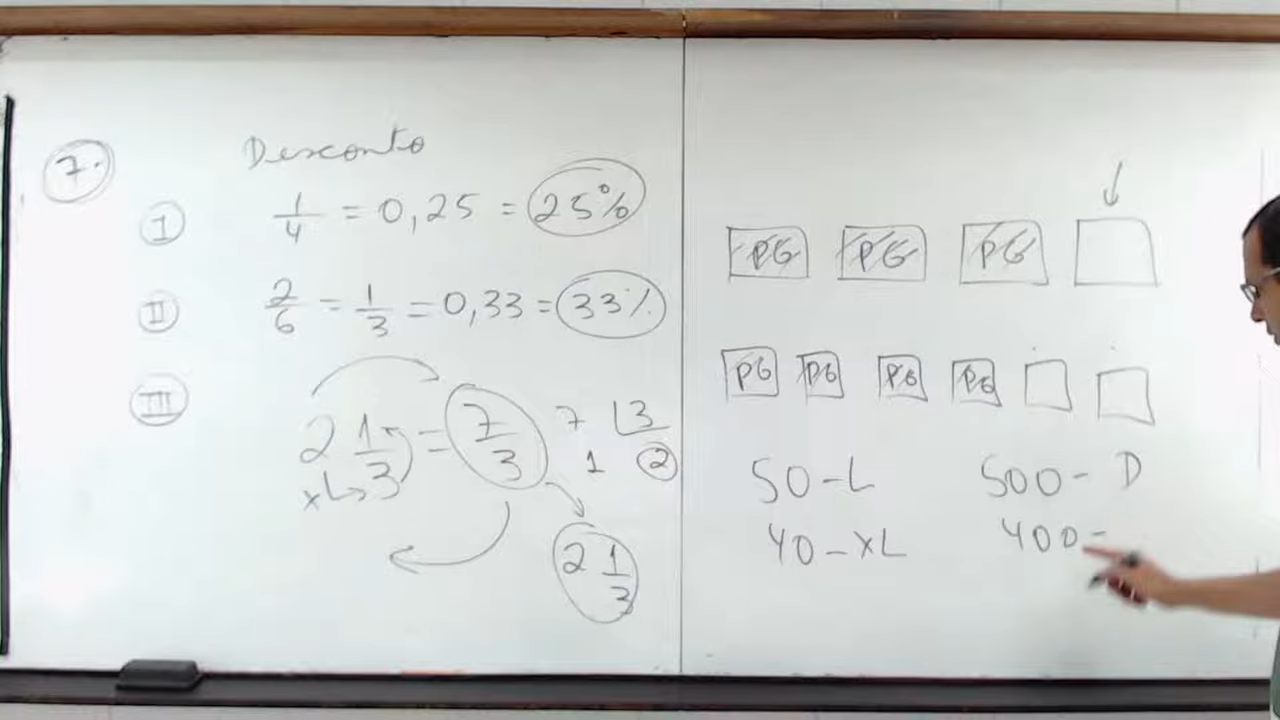 7.
Desconto
I 1/4 = 0,25 = 25%
II 2/6 = 1/3 = 0,33 = 33%
III 2 1/3 = 7/3
x
7 3
1 2
2 1/3
PG PG PG
PG PG PG PG
50 - L 500 - D
40 - XL 400 -